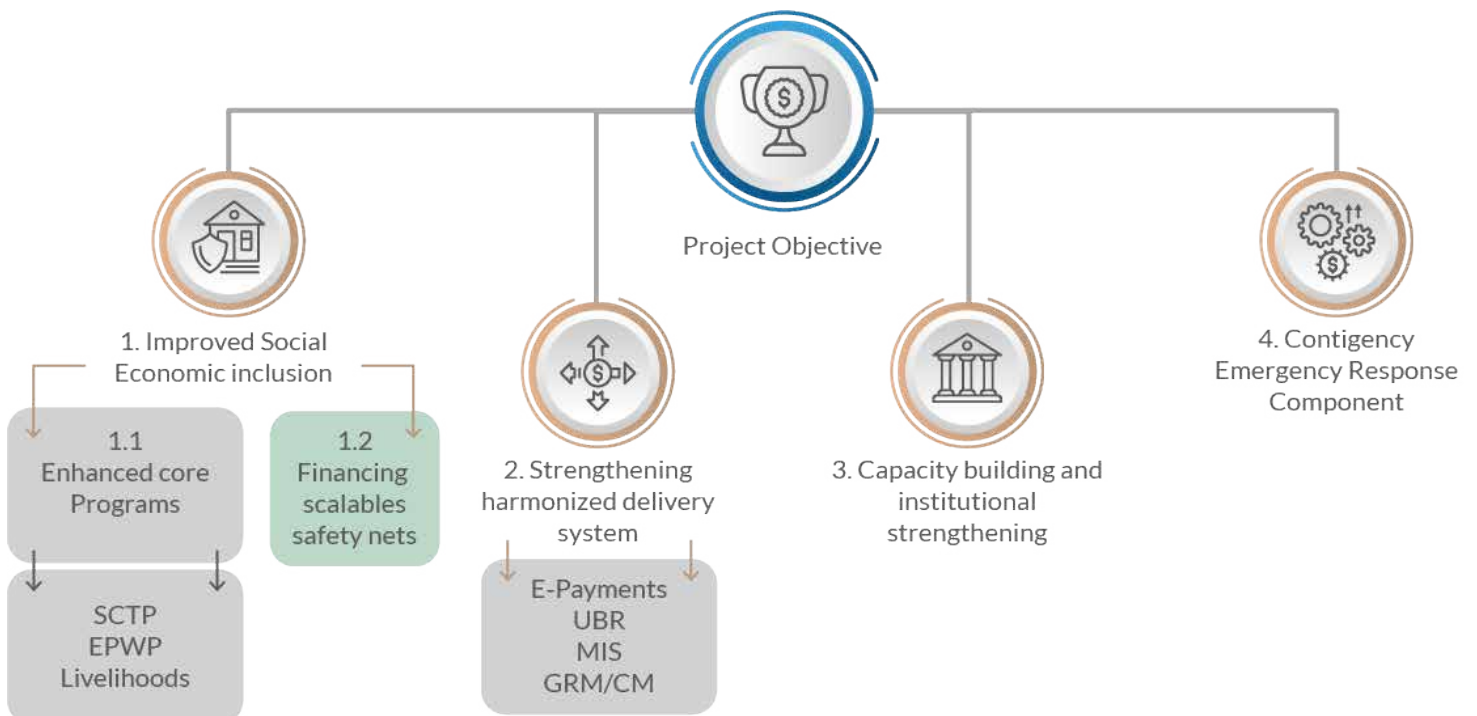 Project Objective
1. Improved Social
Economic inclusion
1.1
Enhanced core
Programs
SCTP
EPWP
Livelihoods
1.2
Financing
scalables
safety nets
2. Strengthening
harmonized delivery
system
E-Payments
UBR
MIS
GRM/CM
3. Capacity building and
institutional
strengthening
4. Contigency
Emergency Response
Component
$
$
$